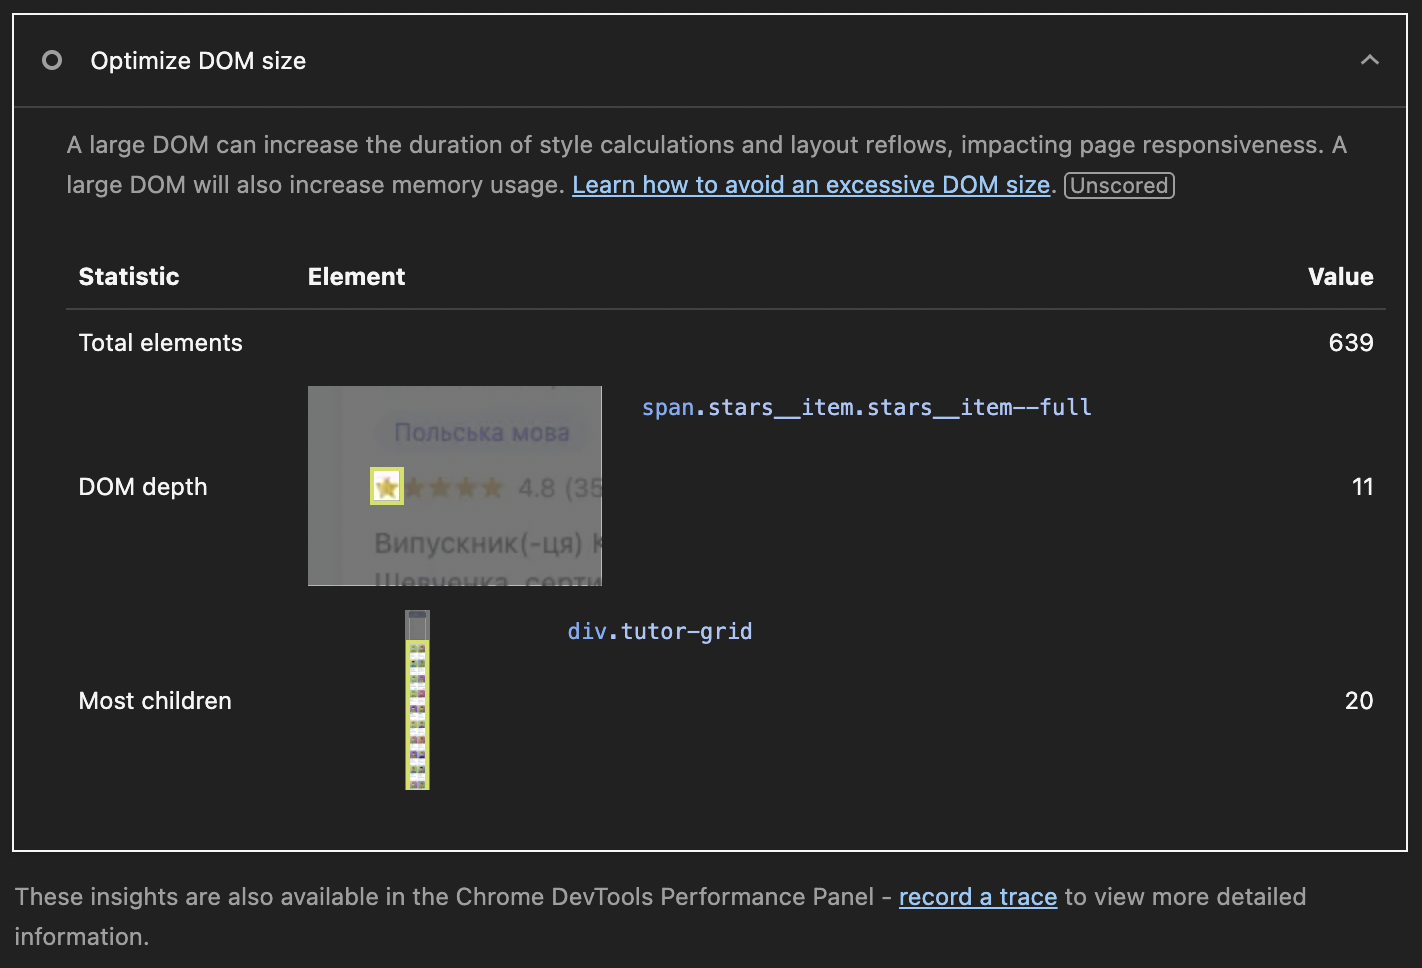 Optimize DOM size
A large DOM can increase the duration of style calculations and layout reflows, impacting page responsiveness. A
large DOM will also increase memory usage. Learn how to avoid an excessive DOM size. Unscored
Statistic Element Value
Total elements 639
span.stars__item.stars__item--full
Польська мова
DOM depth 4.8 (35 11
Випускник(-ця) К
Шевченка, серти
div.tutor-grid
Most children 20
These insights are also available in the Chrome DevTools Performance Panel - record a trace to view more detailed
information.